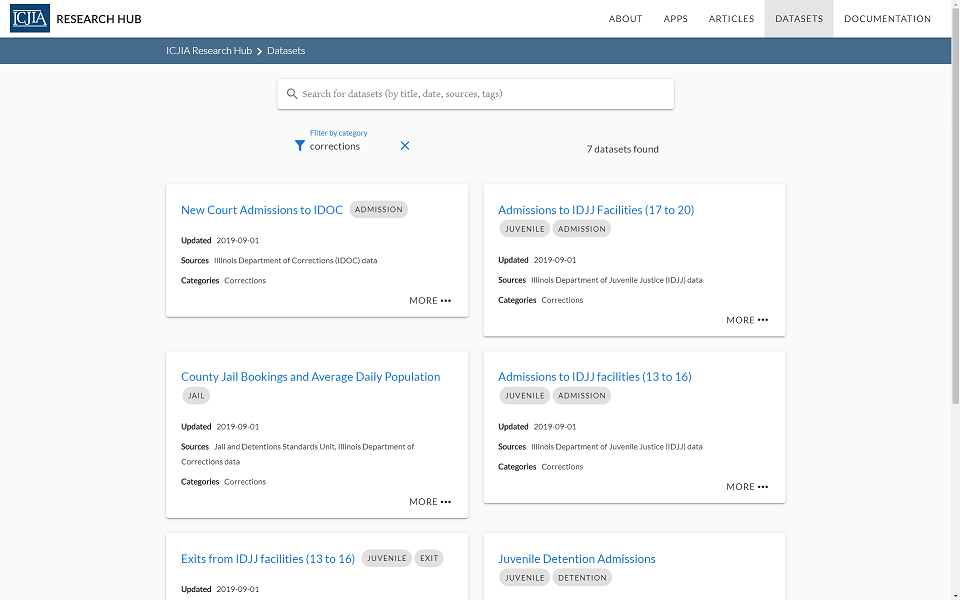 ICJIA RESEARCH HUB ABOUT APPS ARTICLES DATASETS DOCUMENTATION
ICJIA Research Hub Datasets
Search for datasets (by title, date, sources, tags)
Filter by category
corrections
7 datasets found
New Court Admissions to IDOC ADMISSION
Updated 2019-09-01
Sources Illinois Department of Corrections (IDOC) data
Categories Corrections
MORE •••
Admissions to IDJJ Facilities (17 to 20)
JUVENILE ADMISSION
Updated 2019-09-01
Sources Illinois Department of Juvenile Justice (IDJJ) data
Categories Corrections
MORE •••
County Jail Bookings and Average Daily Population
JAIL
Updated 2019-09-01
Sources Jail and Detentions Standards Unit, Illinois Department of
Corrections data
Categories Corrections
MORE •••
Admissions to IDJJ facilities (13 to 16)
JUVENILE ADMISSION
Updated 2019-09-01
Sources Illinois Department of Juvenile Justice (IDJJ) data
Categories Corrections
MORE •••
Exits from IDJJ facilities (13 to 16) JUVENILE EXIT
Updated 2019-09-01
Juvenile Detention Admissions
JUVENILE DETENTION